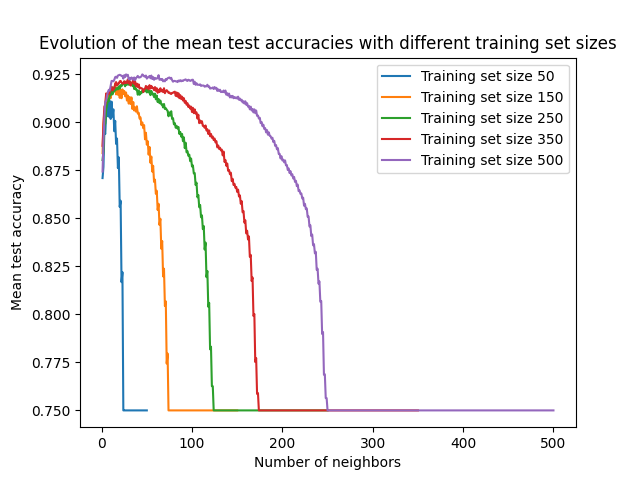 Evolution of the mean test accuracies with different training set sizes
0.925
0.900
0.875
0.850
0.825
0.800
0.775
0.750
Mean test accuracy
Training set size 50
Training set size 150
Training set size 250
Training set size 350
Training set size 500
0 100 200 300 400 500
Number of neighbors